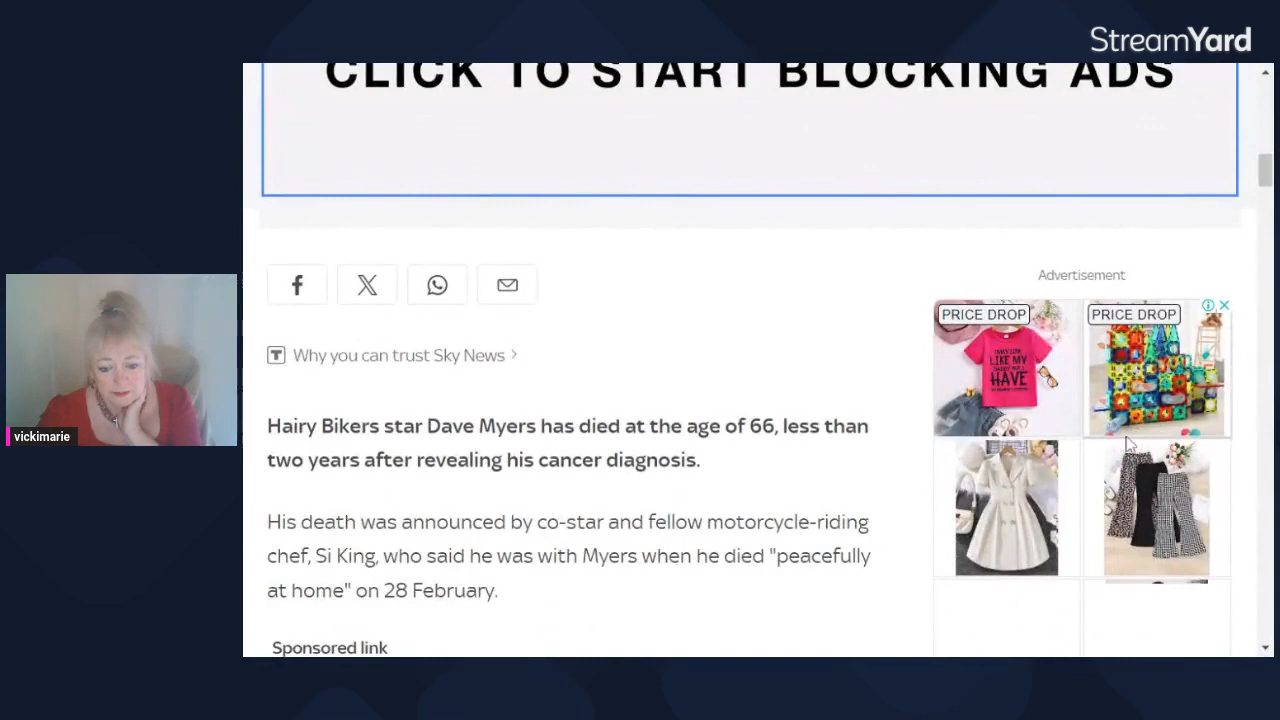 StreamYard
CLICK TO START BLOCKING ADS
Advertisement
PRICE DROP
PRICE DROP
LIKE MY
HAVE
Why you can trust Sky News
Hairy Bikers star Dave Myers has died at the age of 66, less than
two years after revealing his cancer diagnosis.
vickimarie
His death was announced by co-star and fellow motorcycle-riding
chef, Si King, who said he was with Myers when he died "peacefully
at home" on 28 February.
Sponsored link